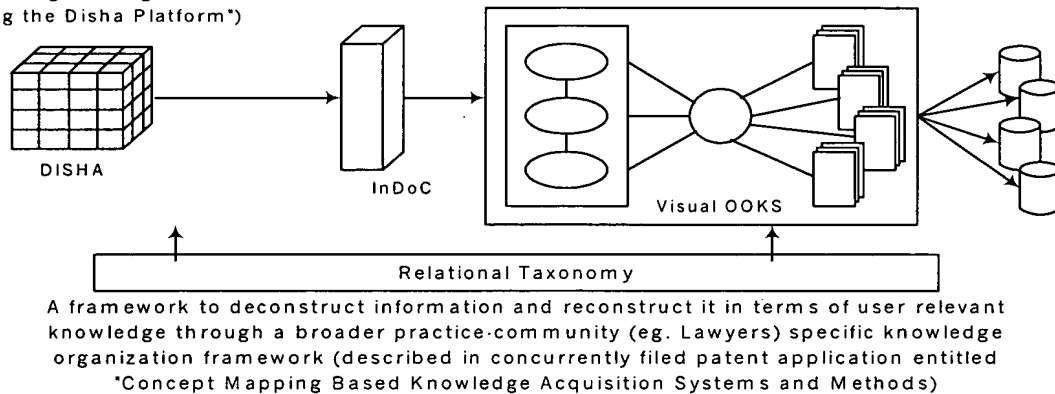 g the Disha Platform")
DISHA
InDoC
Visual OOKS
Relational Taxonomy
A framework to deconstruct information and reconstruct it in terms of user relevant
knowledge through a broader practice-community (eg. Lawyers) specific knowledge
organization framework (described in concurrently filed patent application entitled
"Concept Mapping Based Knowledge Acquisition Systems and Methods)